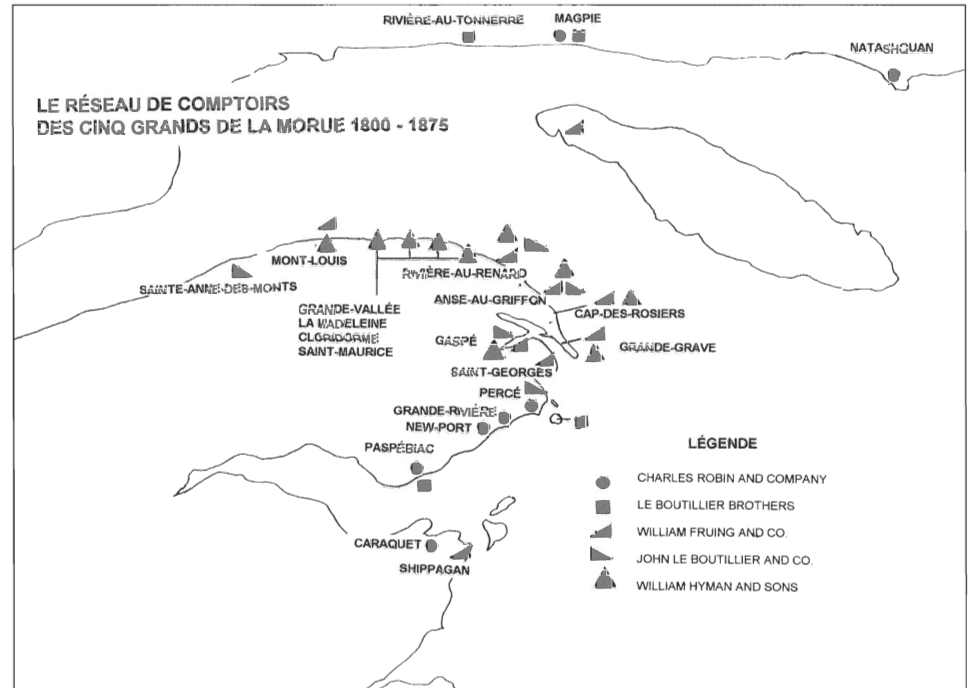 RIVIÈRE-AU-TONNERRE
MAGPIE
NATASHQUAN
LE RÉSEAU DE COMPTOIRS
DES CINQ GRANDS DE LA MORUE 1800 - 1875
MONT-LOUIS
RIVIÈRE-AU-RENARD
SAINTE-ANNE-DES-MONTS
ANSE-AU-GRIFFON
CAP-DES-ROSIERS
GRANDE-VALLÉE
LA MADELEINE
CLORIDORME
SAINT-MAURICE
GASPÉ
GRANDE-GRAVE
SAINT-GEORGES
PERCÉ
GRANDE-RIVIÈRE
NEW-PORT
PASPÉBIAC
CARAQUET
SHIPPAGAN
LÉGENDE
CHARLES ROBIN AND COMPANY
LE BOUTILLIER BROTHERS
WILLIAM FRUING AND CO.
JOHN LE BOUTILLIER AND CO.
WILLIAM HYMAN AND SONS